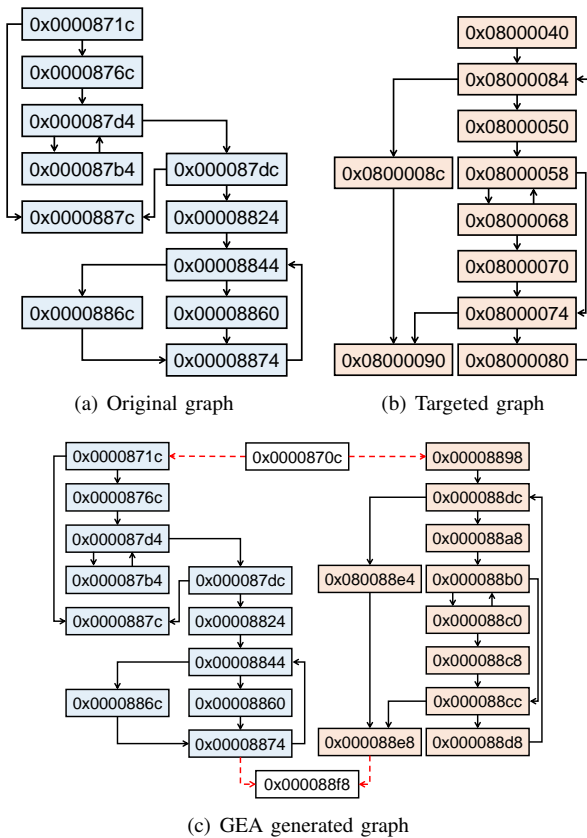 0x0000871c
0x0000876c
0x000087d4
0x000087b4
0x000087dc
0x0000887c
0x00008824
0x00008844
0x0000886c
0x00008860
0x00008874
(a) Original graph
0x08000040
0x08000084
0x08000050
0x0800008c
0x08000058
0x08000068
0x08000070
0x08000074
0x08000090
0x08000080
(b) Targeted graph
0x0000871c
0x0000870c
0x00008898
0x0000876c
0x000088dc
0x000087d4
0x000088a8
0x000087b4
0x000087dc
0x080088e4
0x000088b0
0x0000887c
0x00008824
0x000088c0
0x00008844
0x000088c8
0x0000886c
0x00008860
0x000088cc
0x00008874
0x000088e8
0x000088d8
0x000088f8
(c) GEA generated graph